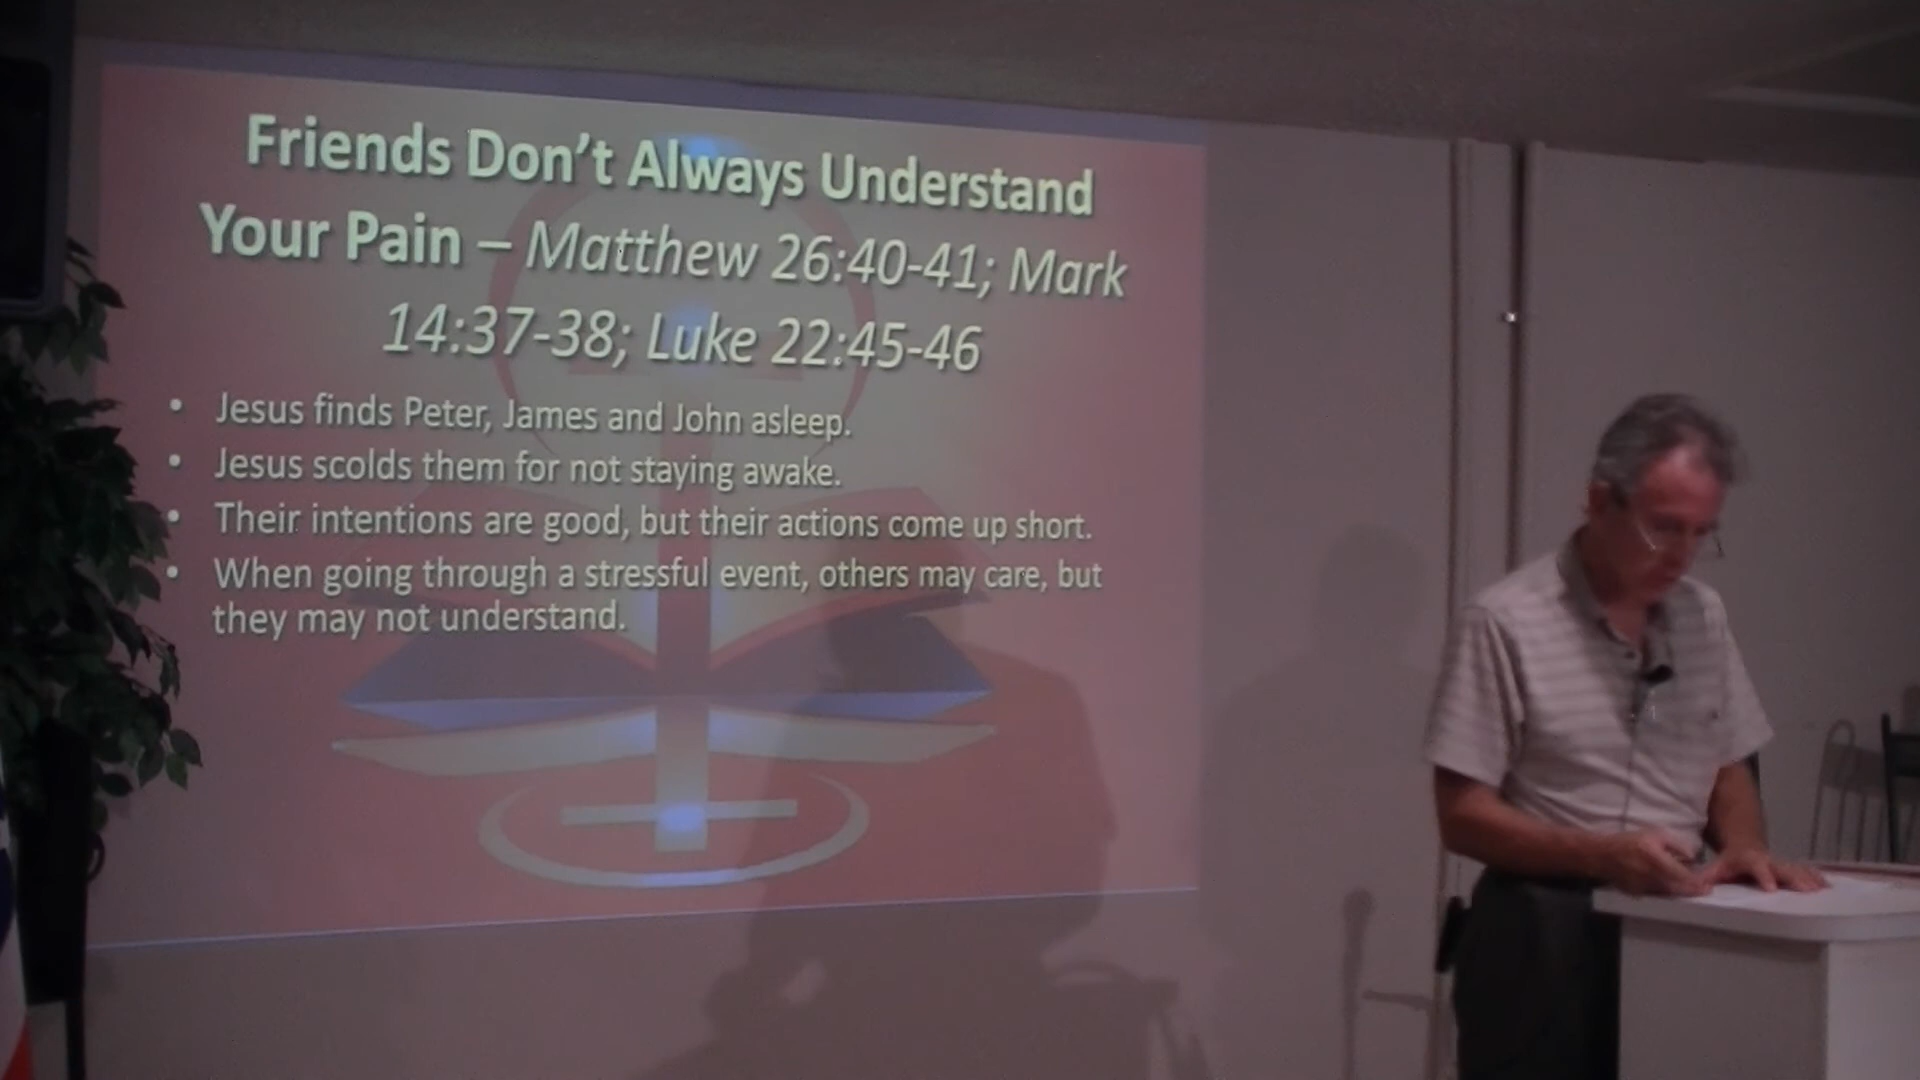 Friends Don’t Always Understand
Your Pain – Matthew 26:40-41; Mark
14:37-38; Luke 22:45-46
• Jesus finds Peter, James and John asleep.
• Jesus scolds them for not staying awake.
• Their intentions are good, but their actions come up short.
• When going through a stressful event, others may care, but
they may not understand.